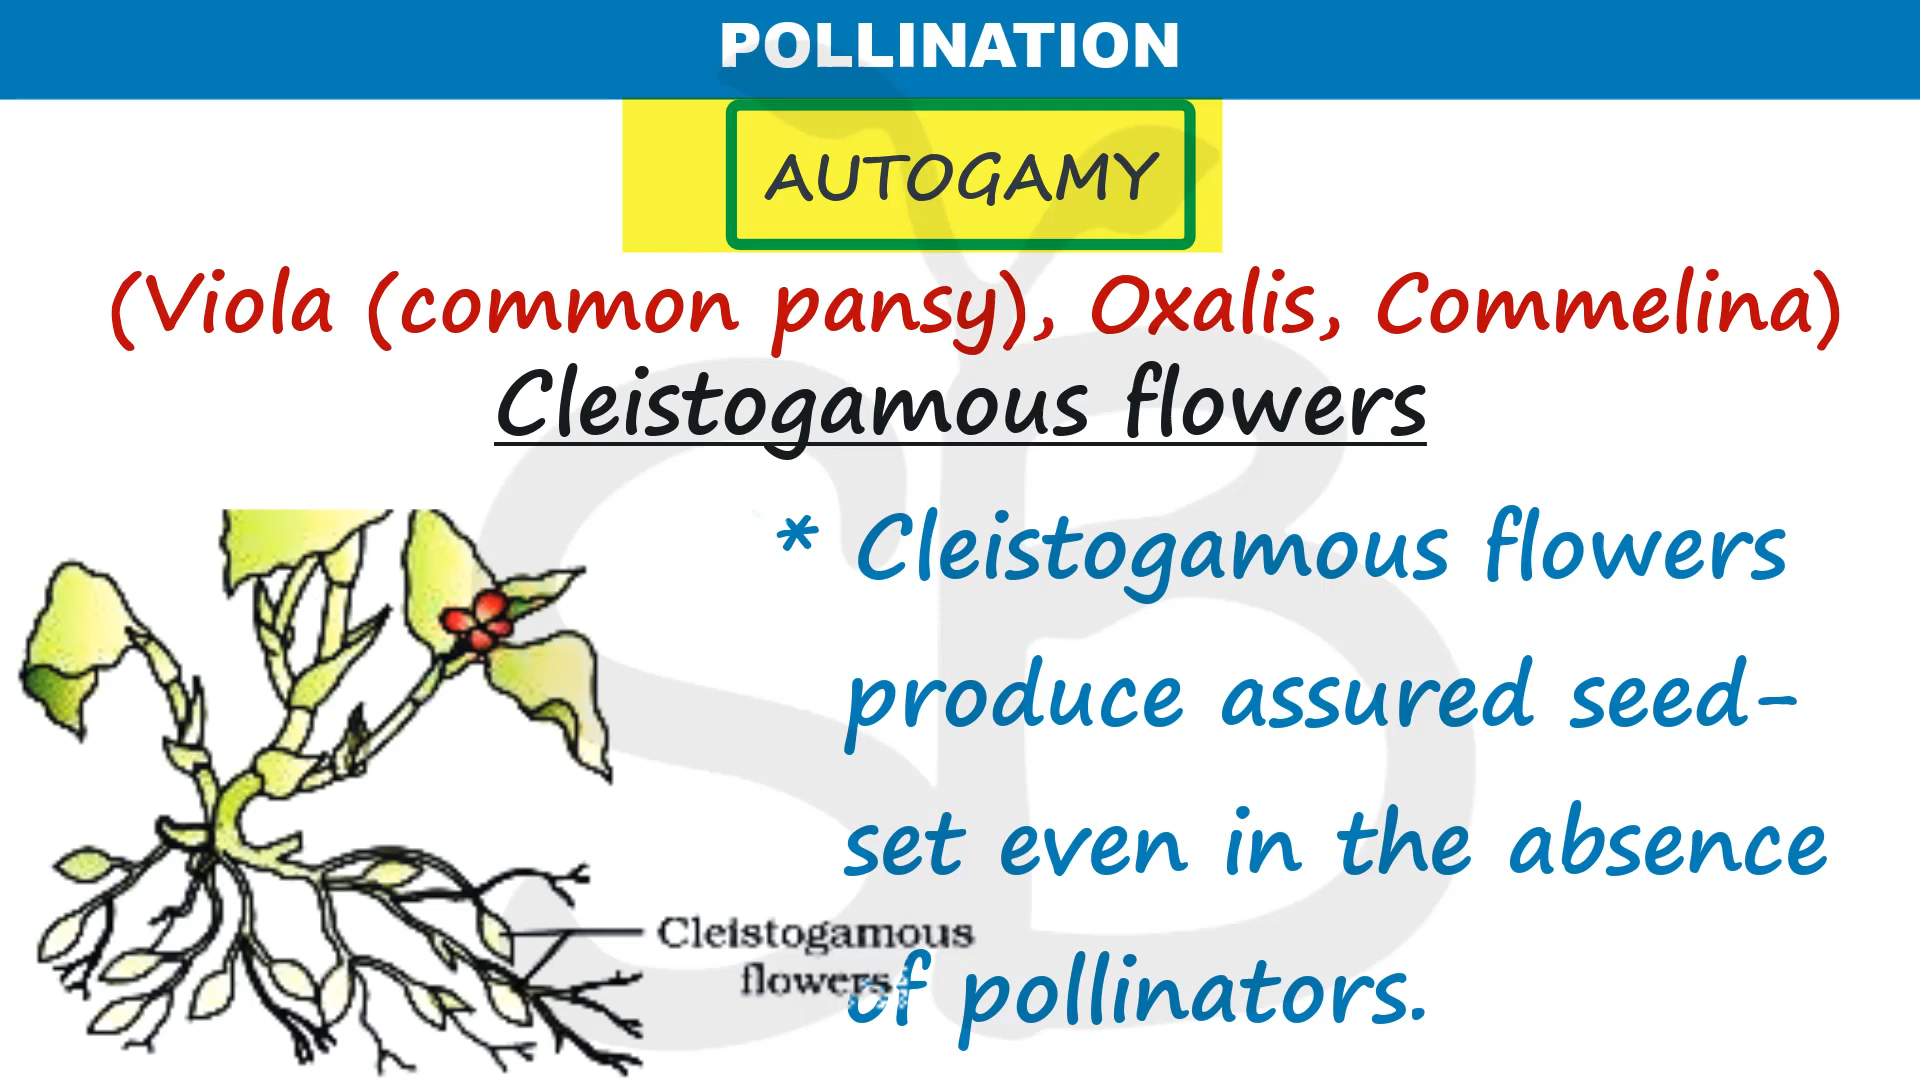 POLLINATION
AUTOGAMY
(Viola (common pansy), Oxalis, Commelina)
Cleistogamous flowers
* Cleistogamous flowers
produce assured seed-
set even in the absence
of pollinators.
Cleistogamous
flowers
SB